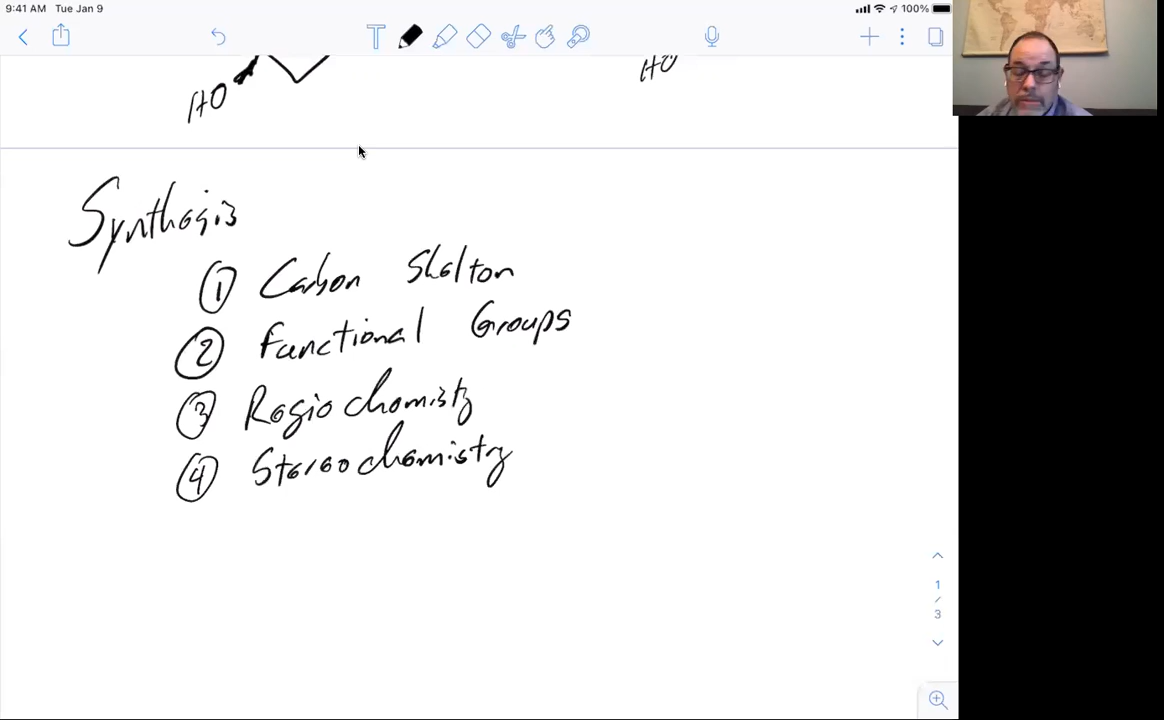 9:41 AM Tue Jan 9
100%
T
HO
HO
Synthesis
① Carbon Skelton
② Functional Groups
③ Regiochemistry
④ Stereochemistry
1
/
3